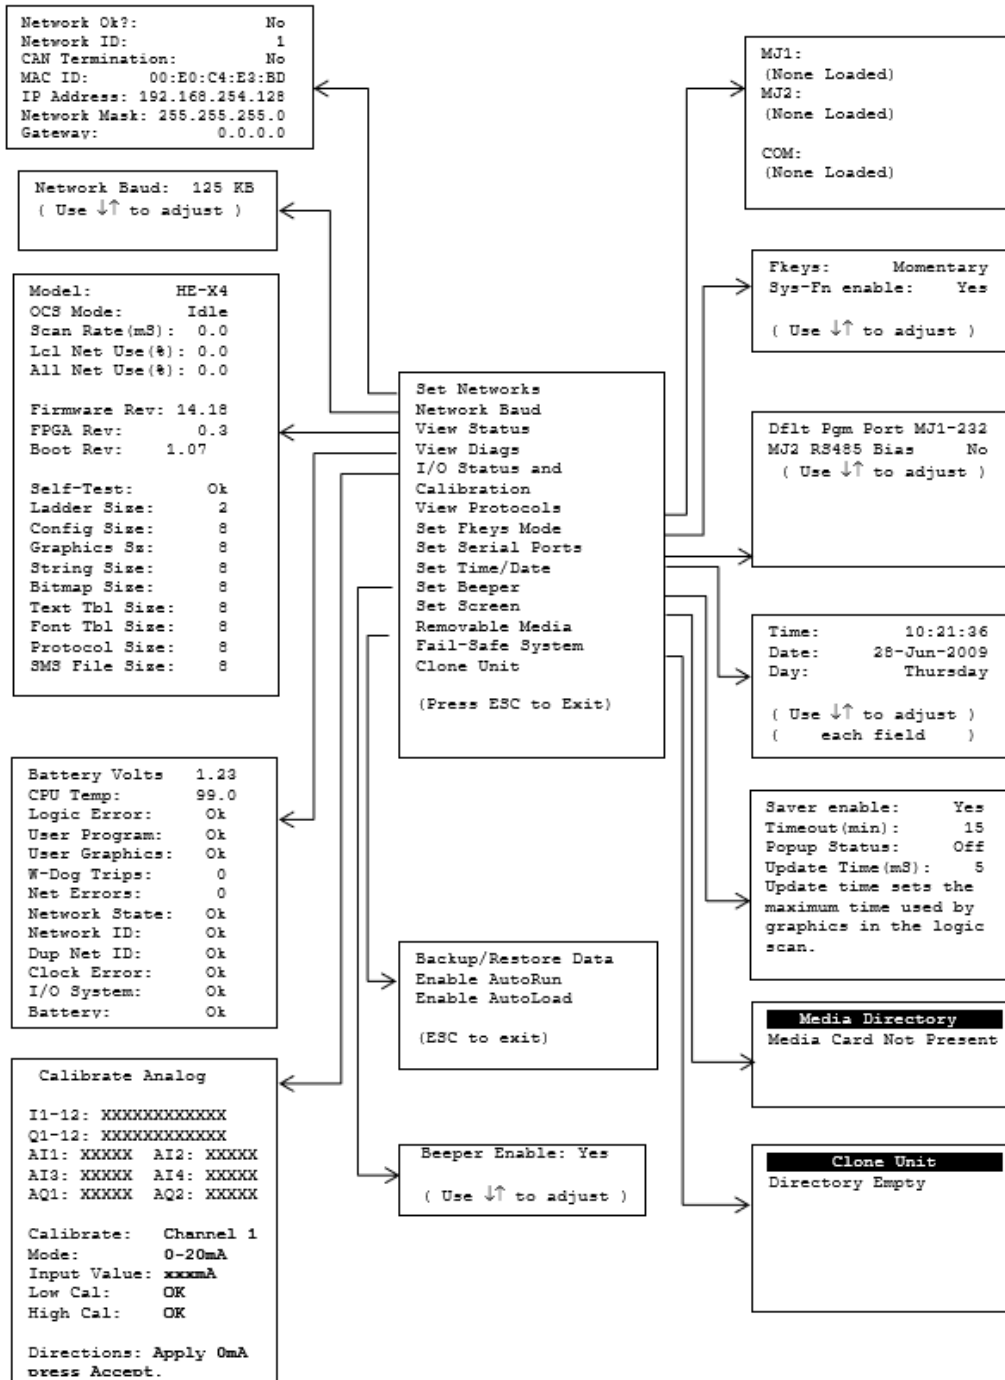 Network Ok?: No
Network ID: 1
CAN Termination: No
MAC ID: 00:E0:C4:E3:BD
IP Address: 192.168.254.128
Network Mask: 255.255.255.0
Gateway: 0.0.0.0
Network Baud: 125 KB
( Use ↓↑ to adjust )
Model: HE-X4
OCS Mode: Idle
Scan Rate(mS): 0.0
Lcl Net Use(%): 0.0
All Net Use(%): 0.0
Firmware Rev: 14.18
FPGA Rev: 0.3
Boot Rev: 1.07
Self-Test: Ok
Ladder Size: 2
Config Size: 8
Graphics Sz: 8
String Size: 8
Bitmap Size: 8
Text Tbl Size: 8
Font Tbl Size: 8
Protocol Size: 8
SMS File Size: 8
Battery Volts 1.23
CPU Temp: 99.0
Logic Error: Ok
User Program: Ok
User Graphics: Ok
W-Dog Trips: 0
Net Errors: 0
Network State: Ok
Network ID: Ok
Dup Net ID: Ok
Clock Error: Ok
I/O System: Ok
Battery: Ok
Calibrate Analog
I1-12: XXXXXXXXXXXX
Q1-12: XXXXXXXXXXXX
AI1: XXXXX AI2: XXXXX
AI3: XXXXX AI4: XXXXX
AQ1: XXXXX AQ2: XXXXX
Calibrate: Channel 1
Mode: 0-20mA
Input Value: xxxmA
Low Cal: OK
High Cal: OK
Directions: Apply 0mA
press Accept.
Set Networks
Network Baud
View Status
View Diags
I/O Status and
Calibration
View Protocols
Set Fkeys Mode
Set Serial Ports
Set Time/Date
Set Beeper
Set Screen
Removable Media
Fail-Safe System
Clone Unit
(Press ESC to Exit)
Backup/Restore Data
Enable AutoRun
Enable AutoLoad
(ESC to exit)
Beeper Enable: Yes
( Use ↓↑ to adjust )
MJ1:
(None Loaded)
MJ2:
(None Loaded)
COM:
(None Loaded)
Fkeys: Momentary
Sys-Fn enable: Yes
( Use ↓↑ to adjust )
Dflt Pgm Port MJ1-232
MJ2 RS485 Bias No
( Use ↓↑ to adjust )
Time: 10:21:36
Date: 28-Jun-2009
Day: Thursday
( Use ↓↑ to adjust )
( each field )
Saver enable: Yes
Timeout(min): 15
Popup Status: Off
Update Time(mS): 5
Update time sets the
maximum time used by
graphics in the logic
scan.
Media Directory
Media Card Not Present
Clone Unit
Directory Empty